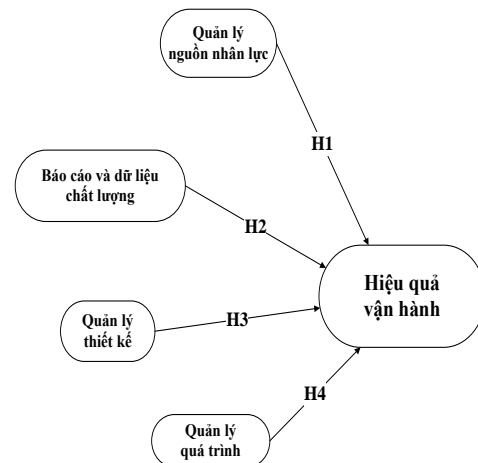 Quản lý
nguồn nhân lực
H1
Báo cáo và dữ liệu
chất lượng
H2
Hiệu quả
vận hành
Quản lý
thiết kế
H3
H4
Quản lý
quá trình